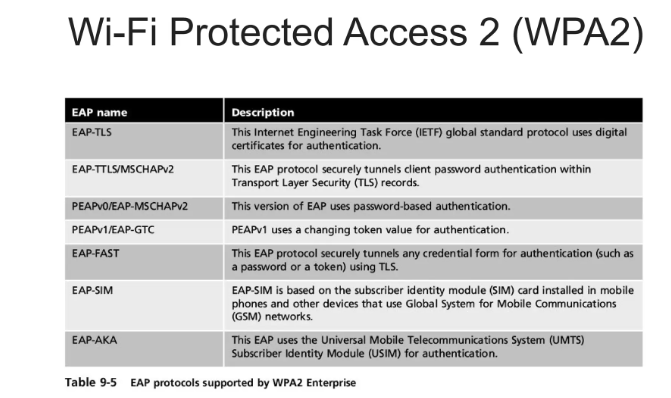 Wi-Fi Protected Access 2 (WPA2)
EAP name Description
EAP-TLS This Internet Engineering Task Force (IETF) global standard protocol uses digital
certificates for authentication.
EAP-TTLS/MSCHAPv2 This EAP protocol securely tunnels client password authentication within
Transport Layer Security (TLS) records.
PEAPv0/EAP-MSCHAPv2 This version of EAP uses password-based authentication.
PEAPv1/EAP-GTC PEAPv1 uses a changing token value for authentication.
EAP-FAST This EAP protocol securely tunnels any credential form for authentication (such as
a password or a token) using TLS.
EAP-SIM EAP-SIM is based on the subscriber identity module (SIM) card installed in mobile
phones and other devices that use Global System for Mobile Communications
(GSM) networks.
EAP-AKA This EAP uses the Universal Mobile Telecommunications System (UMTS)
Subscriber Identity Module (USIM) for authentication.
Table 9-5 EAP protocols supported by WPA2 Enterprise